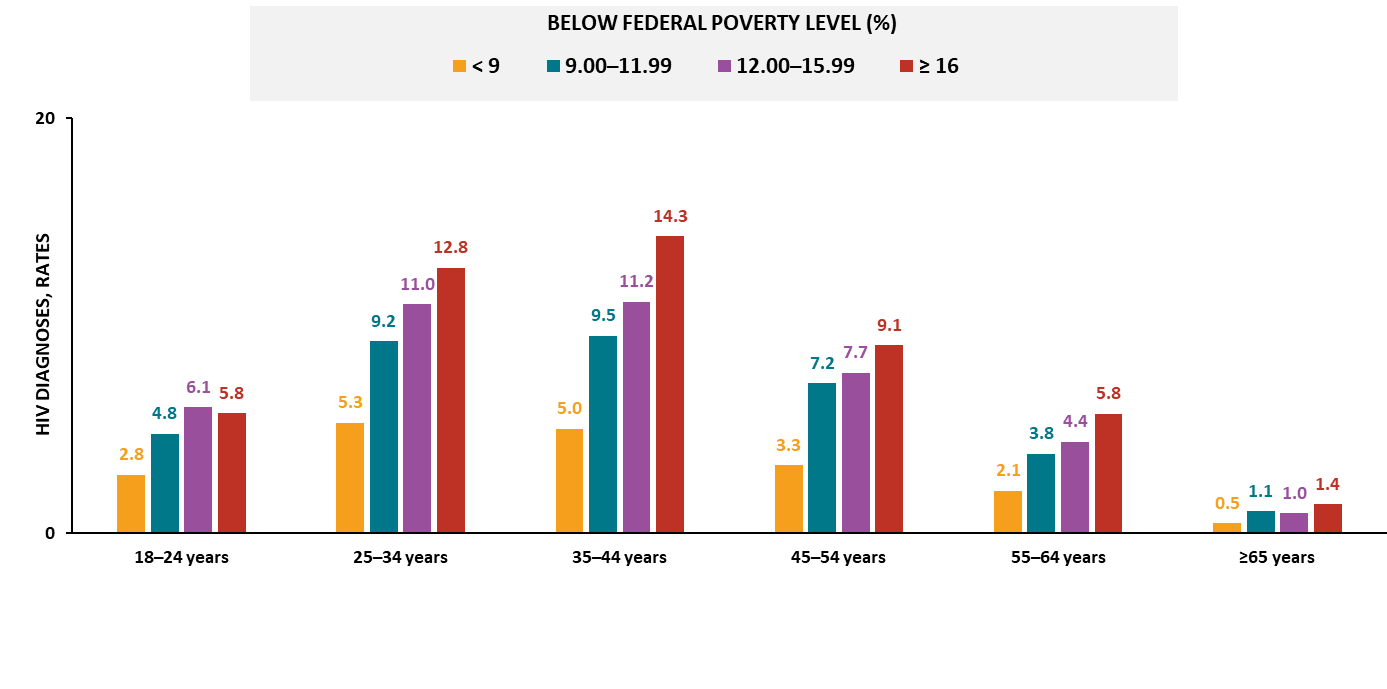 BELOW FEDERAL POVERTY LEVEL (%)
< 9 9.00–11.99 12.00–15.99 ≥ 16
20
HIV DIAGNOSES, RATES
0
2.8 4.8 6.1 5.8
5.3 9.2 11.0 12.8
5.0 9.5 11.2 14.3
3.3 7.2 7.7 9.1
2.1 3.8 4.4 5.8
0.5 1.1 1.0 1.4
18–24 years 25–34 years 35–44 years 45–54 years 55–64 years ≥65 years